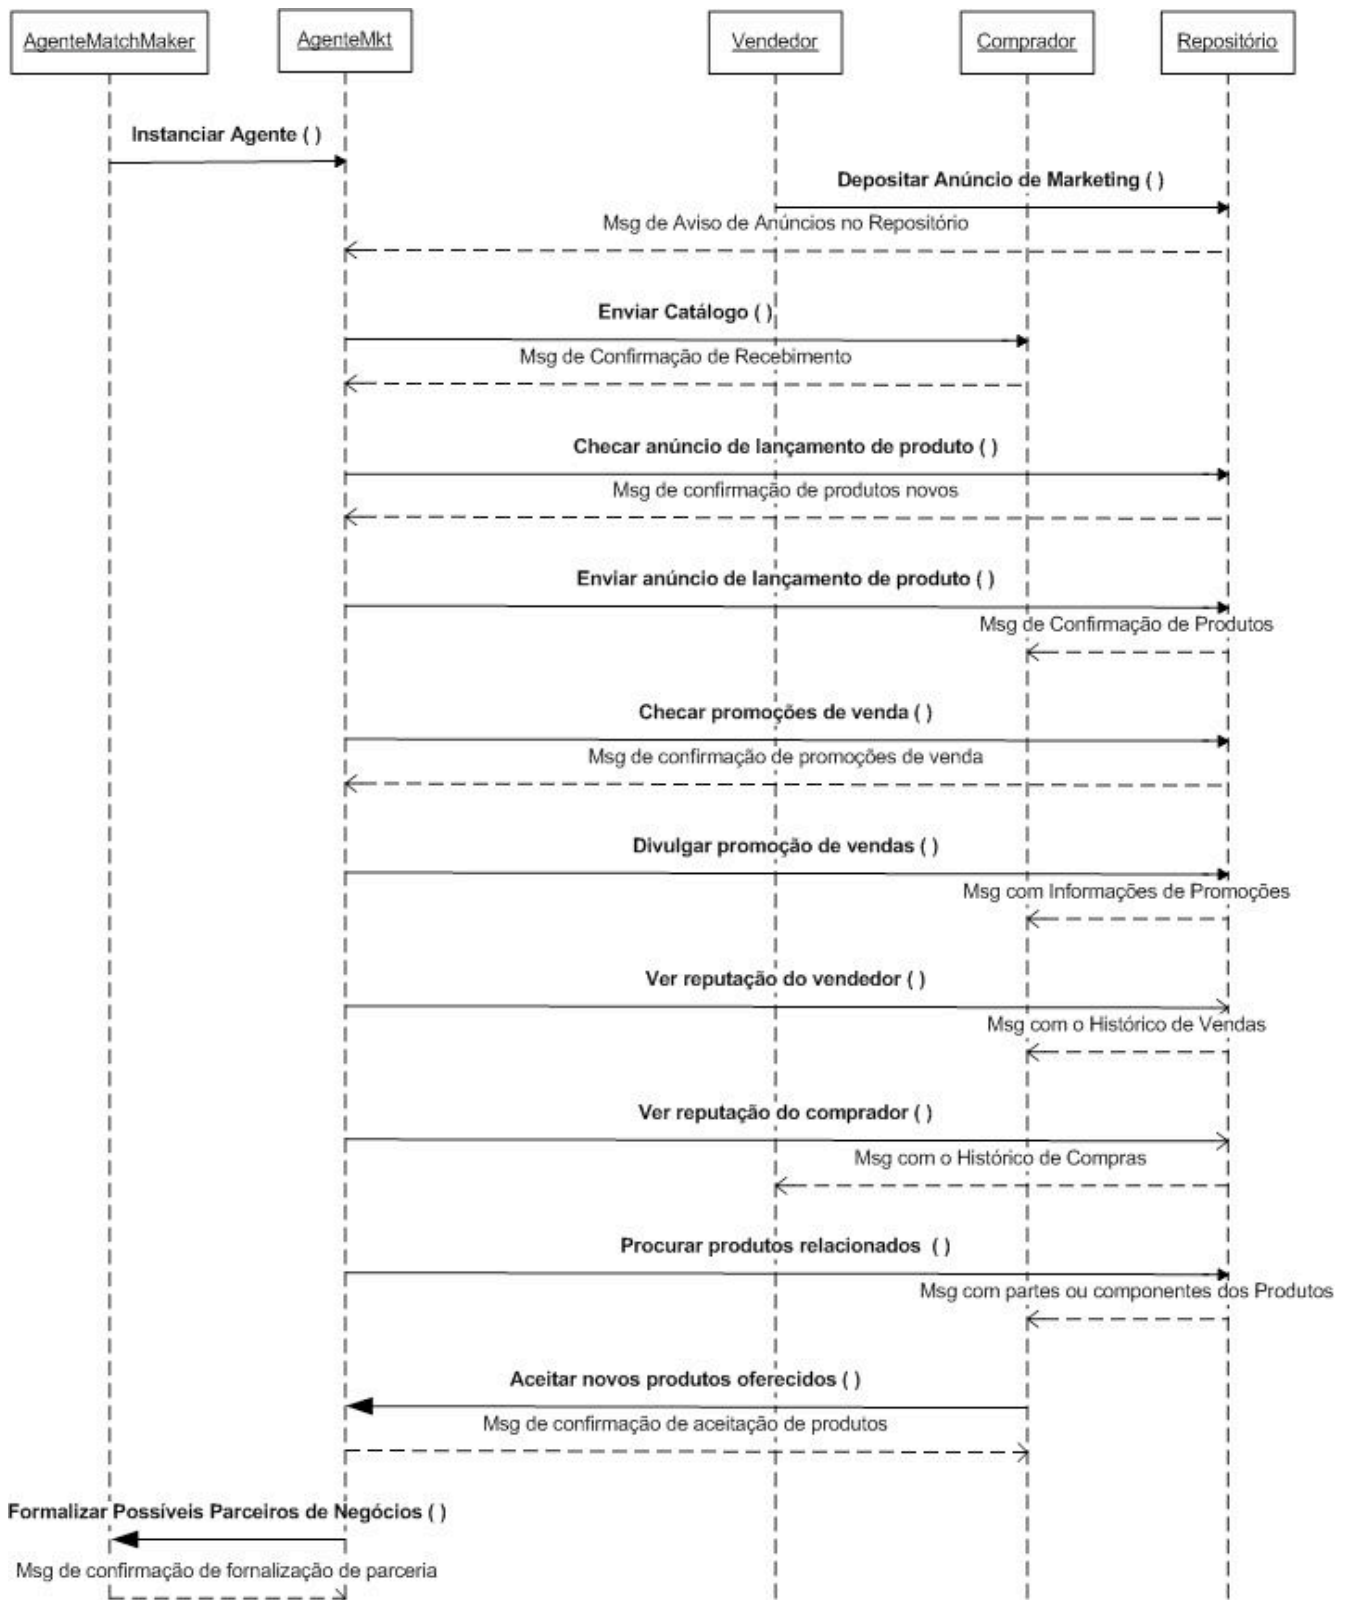 AgenteMatchMaker
AgenteMkt
Vendedor
Comprador
Repositório
Instanciar Agente ( )
Depositar Anúncio de Marketing ( )
Msg de Aviso de Anúncios no Repositório
Enviar Catálogo ( )
Msg de Confirmação de Recebimento
Checar anúncio de lançamento de produto ( )
Msg de confirmação de produtos novos
Enviar anúncio de lançamento de produto ( )
Msg de Confirmação de Produtos
Checar promoções de venda ( )
Msg de confirmação de promoções de venda
Divulgar promoção de vendas ( )
Msg com Informações de Promoções
Ver reputação do vendedor ( )
Msg com o Histórico de Vendas
Ver reputação do comprador ( )
Msg com o Histórico de Compras
Procurar produtos relacionados ( )
Msg com partes ou componentes dos Produtos
Aceitar novos produtos oferecidos ( )
Msg de confirmação de aceitação de produtos
Formalizar Possíveis Parceiros de Negócios ( )
Msg de confirmação de fornalização de parceria